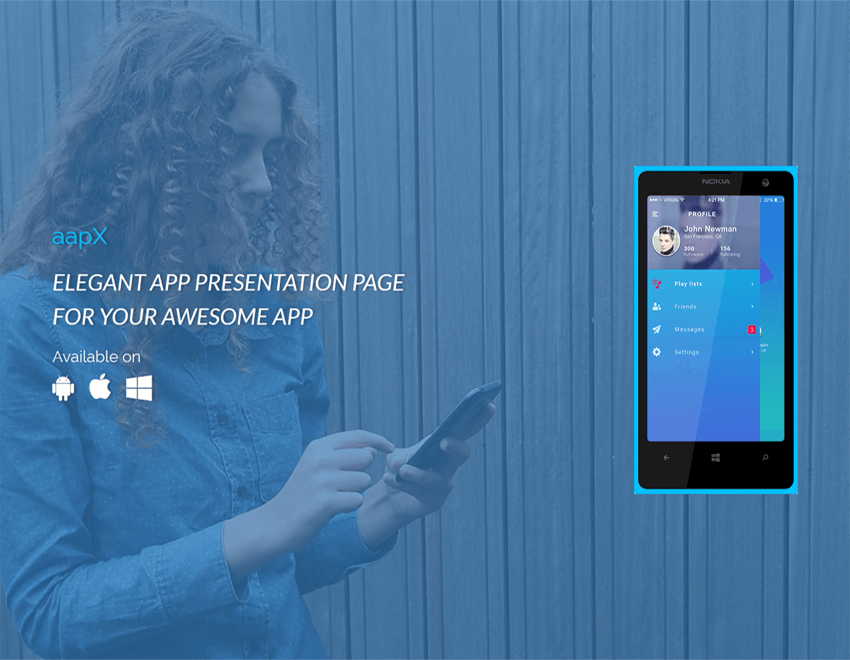 aapX
ELEGANT APP PRESENTATION PAGE
FOR YOUR AWESOME APP
Available on
NOKIA
VIRGIN 4:21 PM 22%
PROFILE
John Newman
San Francisco, CA
300 156
followers following
Play lists
Friends
Messages 3
Settings